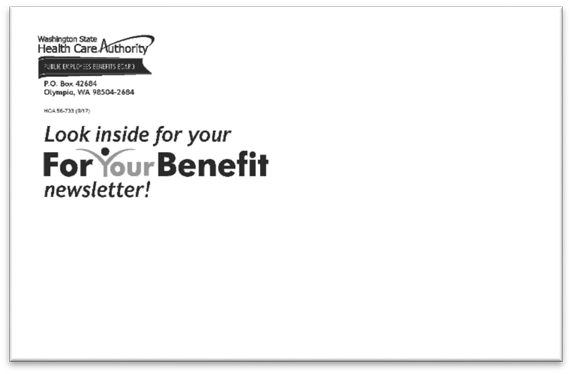 Washington State
Health Care Authority
PUBLIC EMPLOYEES BENEFITS BOARD
P.O. Box 42684
Olympia, WA 98504-2684
HCA 56-733 (9/17)
Look inside for your
For Your Benefit
newsletter!